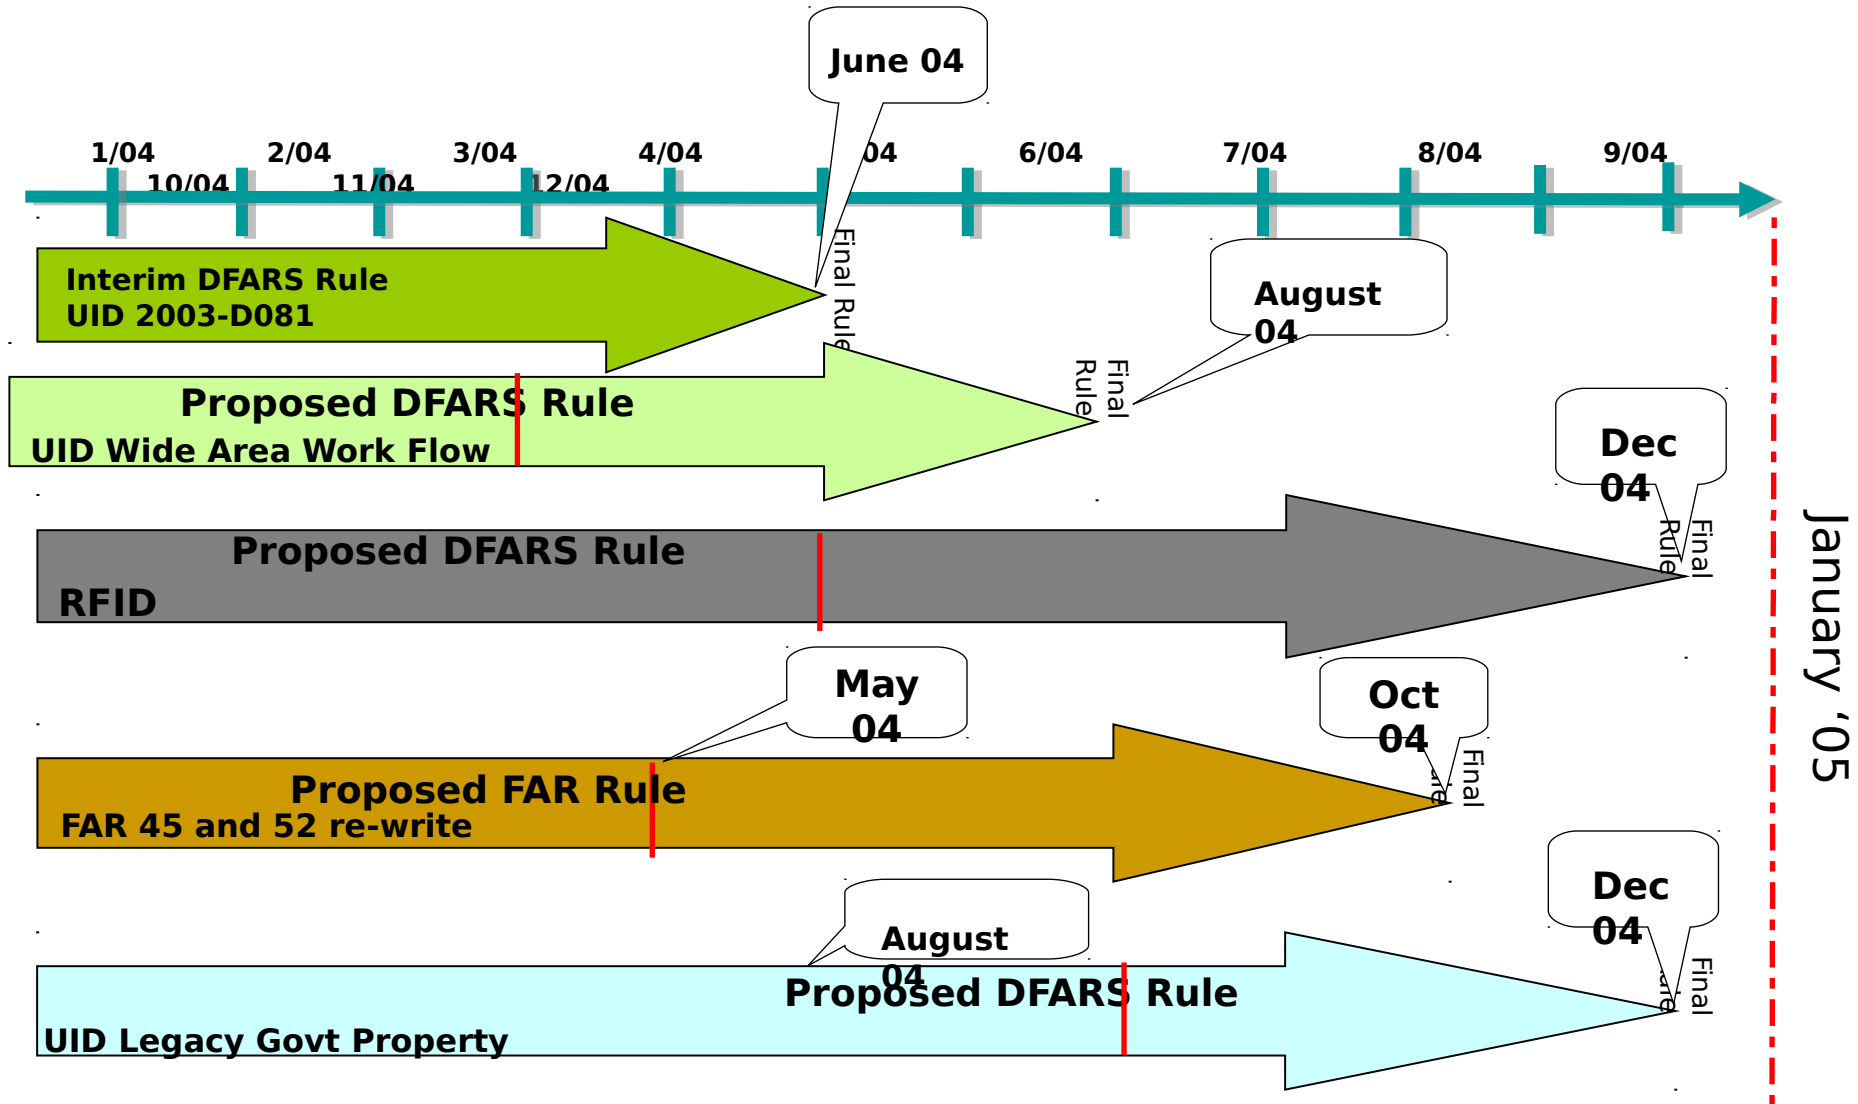 June 04
1/04 2/04 3/04 4/04 04 6/04 7/04 8/04 9/04
10/04 11/04 12/04
Interim DFARS Rule
UID 2003-D081
Final Rule
August
04
Proposed DFARS Rule
UID Wide Area Work Flow
Final
Rule
Dec
04
Proposed DFARS Rule
RFID
Final
Rule
January ‘05
May
04
Oct
04
Proposed FAR Rule
FAR 45 and 52 re-write
Final
Dec
04
August
04
Proposed DFARS Rule
UID Legacy Govt Property
Final